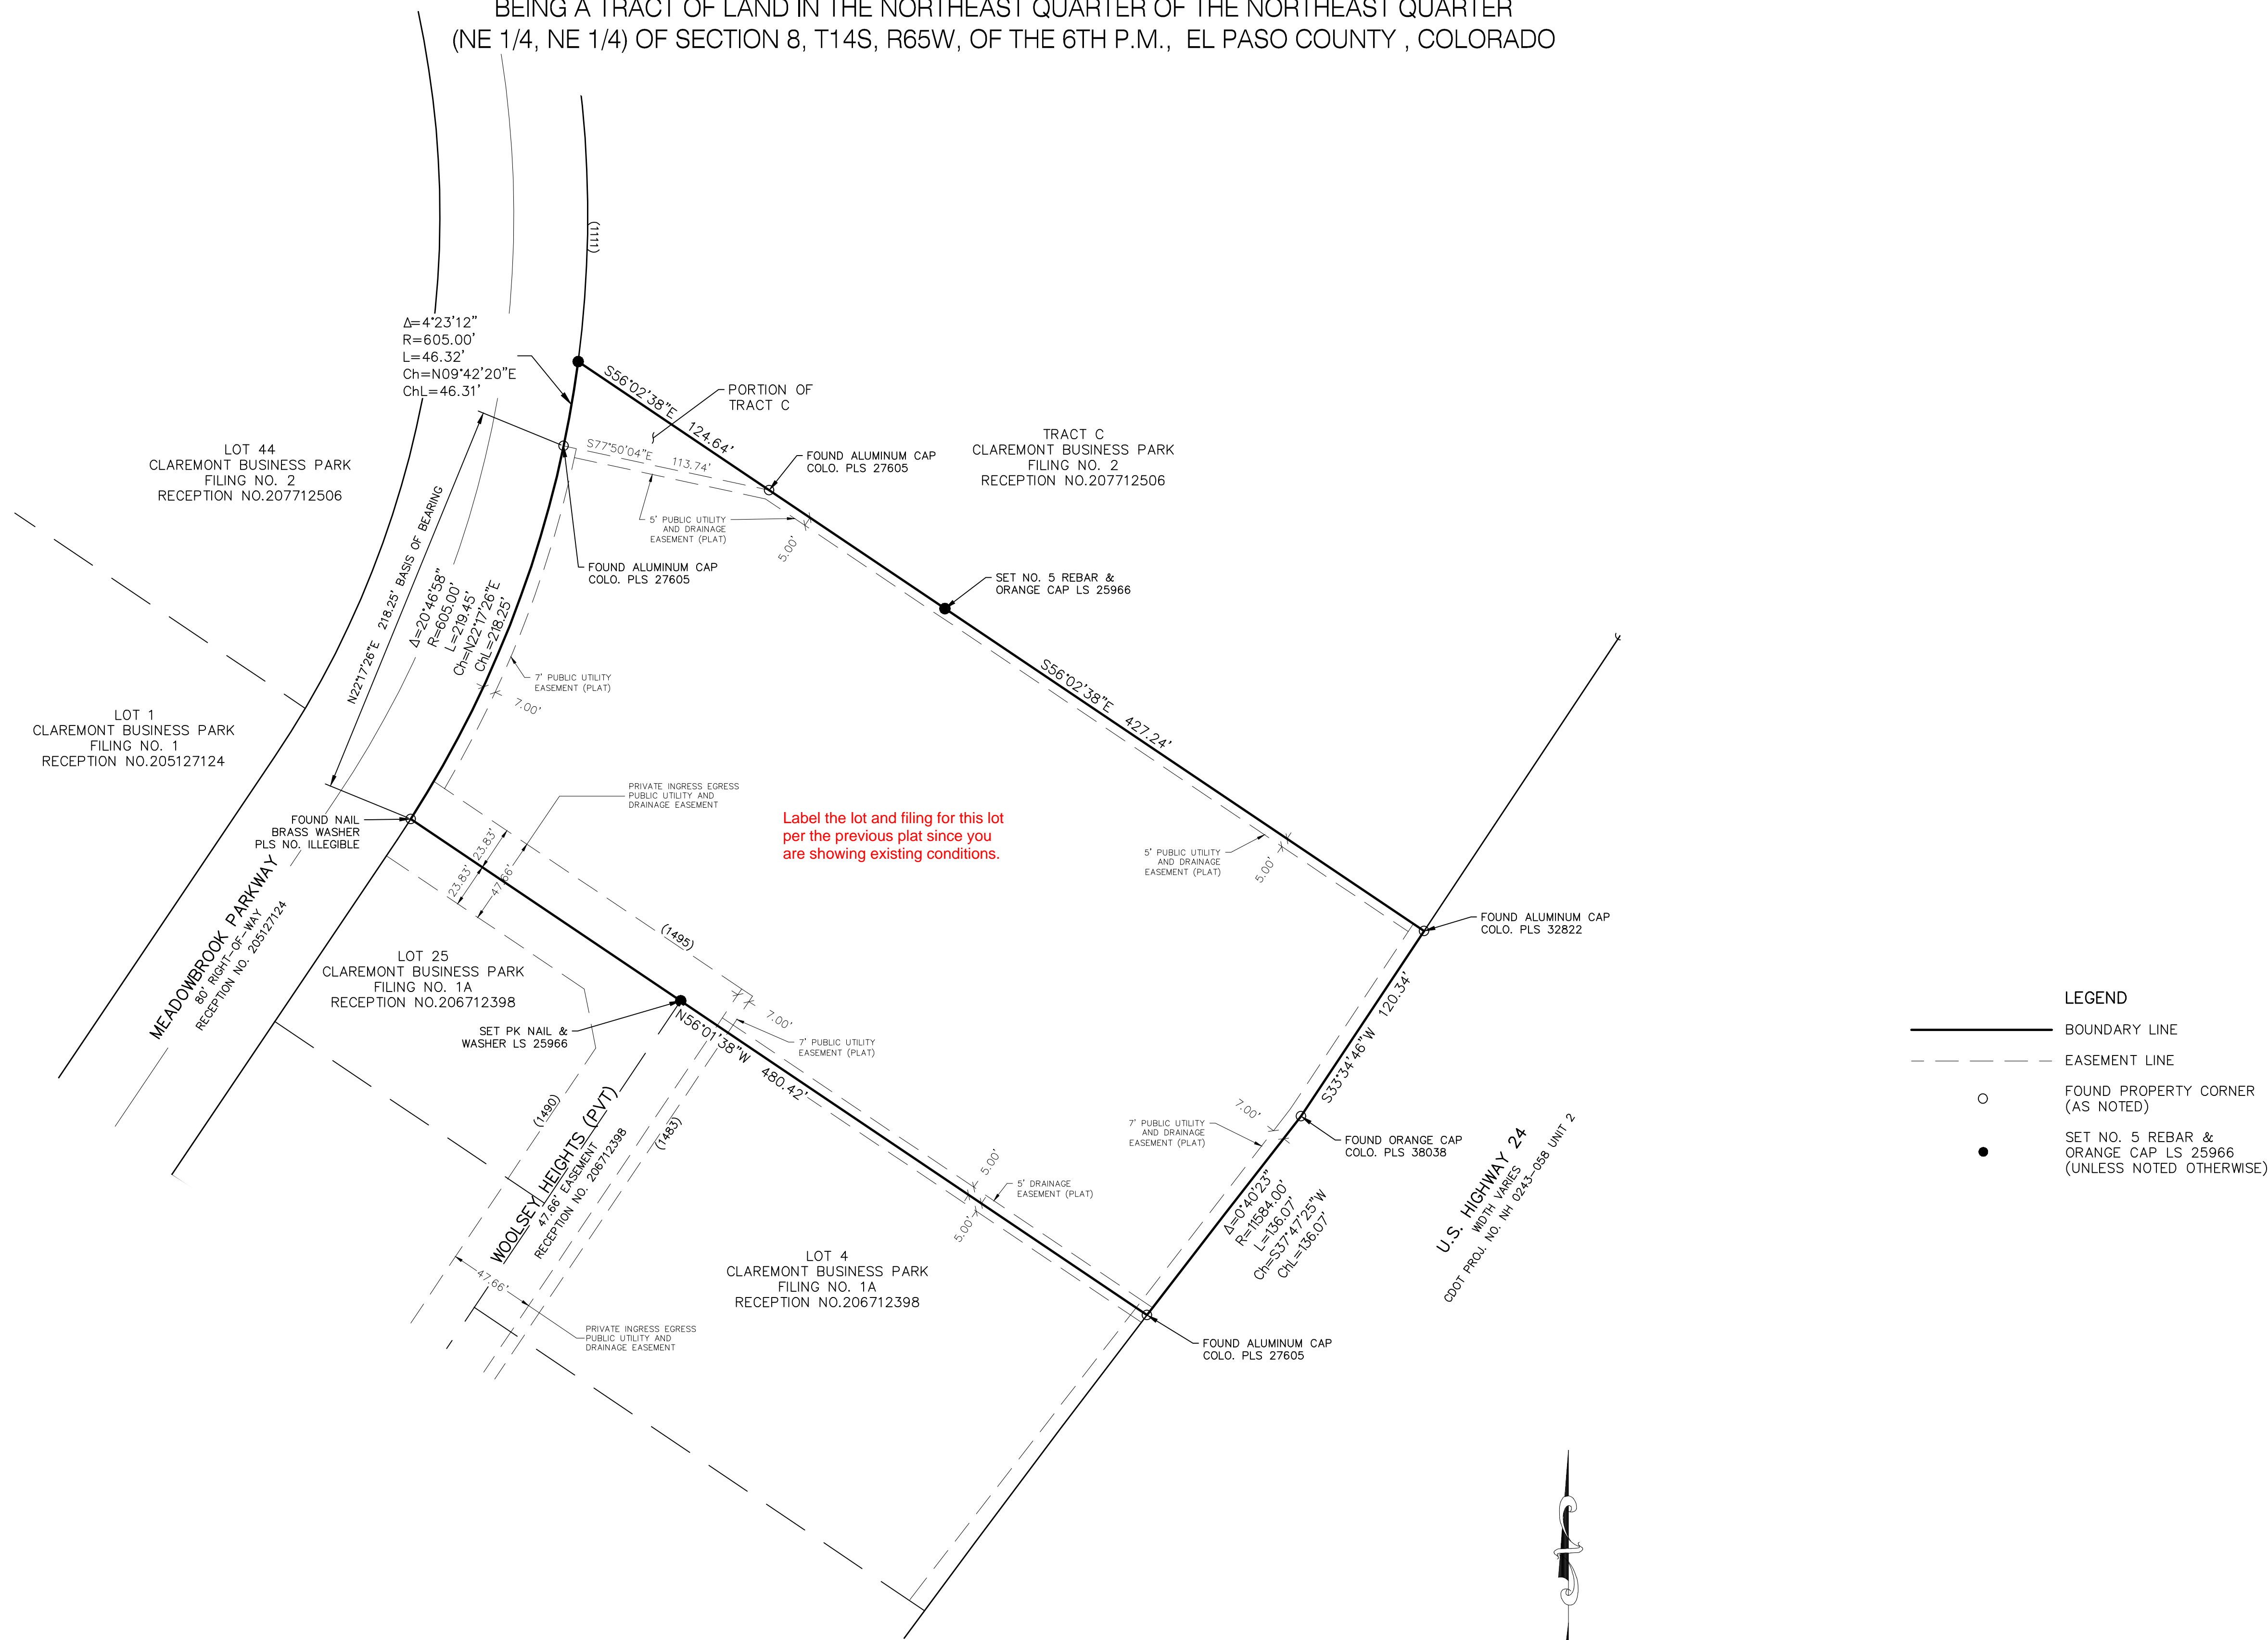 BEING A TRACT OF LAND IN THE NORTHEAST QUARTER OF THE NORTHEAST QUARTER
(NE 1/4, NE 1/4) OF SECTION 8, T14S, R65W, OF THE 6TH P.M., EL PASO COUNTY , COLORADO
(1111)
Δ=4°23'12"
R=605.00'
L=46.32'
Ch=N09°42'20"E
ChL=46.31'
S56°02'38"E 124.64'
PORTION OF
TRACT C
S77°50'04"E 113.74'
FOUND ALUMINUM CAP
COLO. PLS 27605
TRACT C
CLAREMONT BUSINESS PARK
FILING NO. 2
RECEPTION NO.207712506
LOT 44
CLAREMONT BUSINESS PARK
FILING NO. 2
RECEPTION NO.207712506
5' PUBLIC UTILITY
AND DRAINAGE
EASEMENT (PLAT)
5.00'
FOUND ALUMINUM CAP
COLO. PLS 27605
SET NO. 5 REBAR &
ORANGE CAP LS 25966
N22°17'26"E 218.25' BASIS OF BEARING
Δ=20°46'58"
R=605.00'
L=219.45'
Ch=N22°17'26"E
ChL=218.25'
7' PUBLIC UTILITY
EASEMENT (PLAT)
7.00'
S56°02'38"E 427.24'
LOT 1
CLAREMONT BUSINESS PARK
FILING NO. 1
RECEPTION NO.205127124
PRIVATE INGRESS EGRESS
PUBLIC UTILITY AND
DRAINAGE EASEMENT
FOUND NAIL
BRASS WASHER
PLS NO. ILLEGIBLE
23.83'
23.83'
47.66'
Label the lot and filing for this lot
per the previous plat since you
are showing existing conditions.
5' PUBLIC UTILITY
AND DRAINAGE
EASEMENT (PLAT)
5.00'
FOUND ALUMINUM CAP
COLO. PLS 32822
MEADOWBROOK PARKWAY
80' RIGHT-OF-WAY
RECEPTION NO. 205127124
(1495)
LOT 25
CLAREMONT BUSINESS PARK
FILING NO. 1A
RECEPTION NO.206712398
SET PK NAIL &
WASHER LS 25966
7.00'
7' PUBLIC UTILITY
EASEMENT (PLAT)
N56°01'38"W 480.42'
S33°34'46"W 120.34'
LEGEND
BOUNDARY LINE
EASEMENT LINE
FOUND PROPERTY CORNER
(AS NOTED)
SET NO. 5 REBAR &
ORANGE CAP LS 25966
(UNLESS NOTED OTHERWISE)
(1490)
WOOLSEY HEIGHTS (PVT)
47.66' EASEMENT
RECEPTION NO. 206712398
(1483)
7.00'
7' PUBLIC UTILITY
AND DRAINAGE
EASEMENT (PLAT)
FOUND ORANGE CAP
COLO. PLS 38038
5.00'
5' DRAINAGE
EASEMENT (PLAT)
5.00'
Δ=0°40'23"
R=11584.00'
L=136.07'
Ch=S37°47'25"W
ChL=136.07'
U.S. HIGHWAY 24
WIDTH VARIES
CDOT PROJ. NO. NH 0243-058 UNIT 2
LOT 4
CLAREMONT BUSINESS PARK
FILING NO. 1A
RECEPTION NO.206712398
47.66'
PRIVATE INGRESS EGRESS
PUBLIC UTILITY AND
DRAINAGE EASEMENT
FOUND ALUMINUM CAP
COLO. PLS 27605